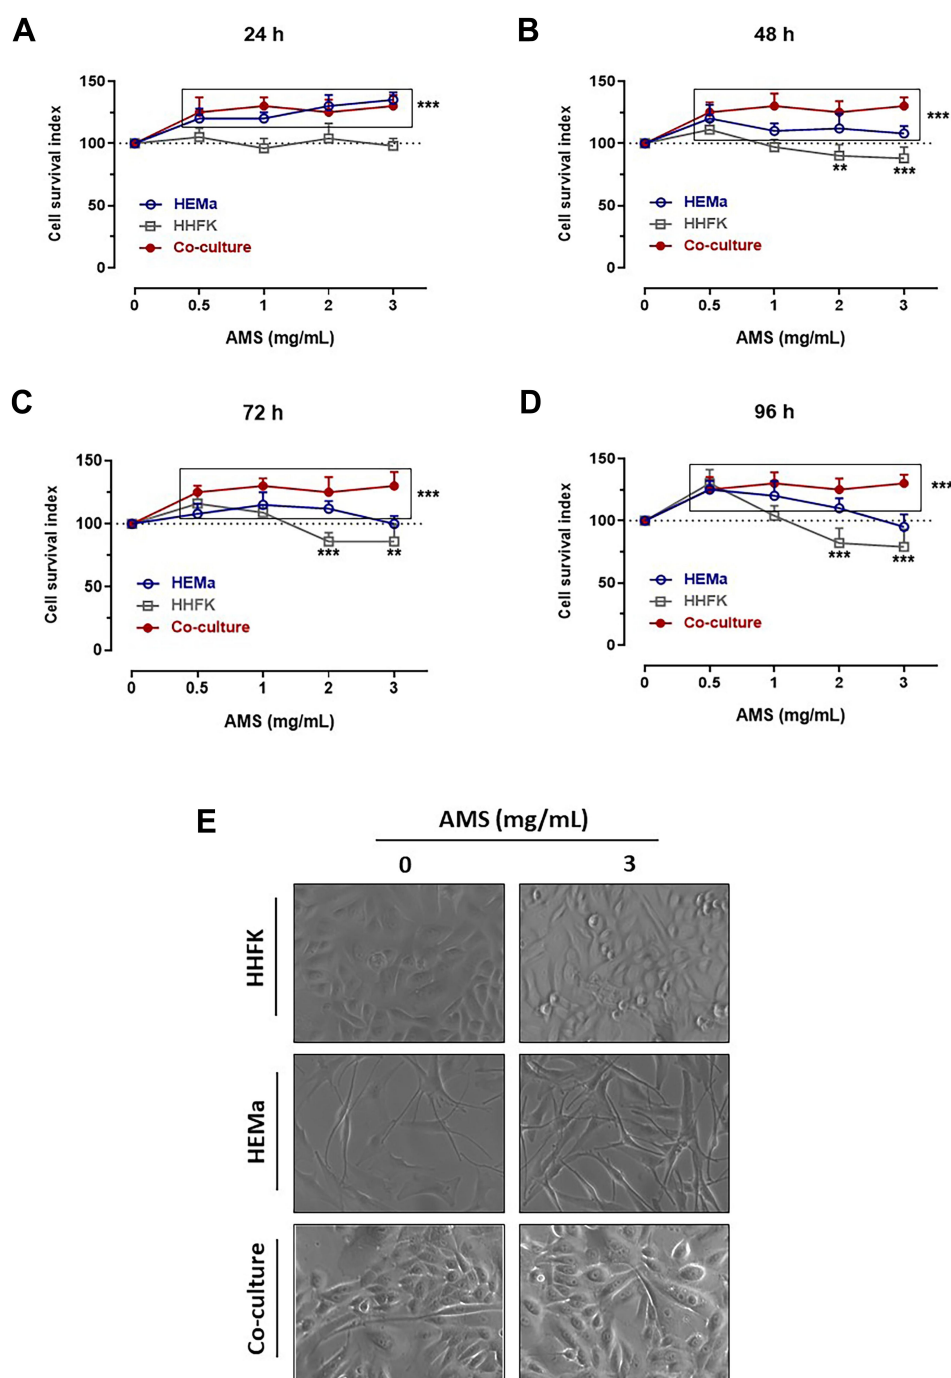 A
24 h
150
100
50
0
Cell survival index
***
HEMa
HHFK
Co-culture
0 0.5 1 2 3
AMS (mg/mL)
B
48 h
150
100
50
0
Cell survival index
***
** ***
HEMa
HHFK
Co-culture
0 0.5 1 2 3
AMS (mg/mL)
C
72 h
150
100
50
0
Cell survival index
***
*** **
HEMa
HHFK
Co-culture
0 0.5 1 2 3
AMS (mg/mL)
D
96 h
150
100
50
0
Cell survival index
***
*** ***
HEMa
HHFK
Co-culture
0 0.5 1 2 3
AMS (mg/mL)
E
AMS (mg/mL)
0 3
HHFK
HEMa
Co-culture